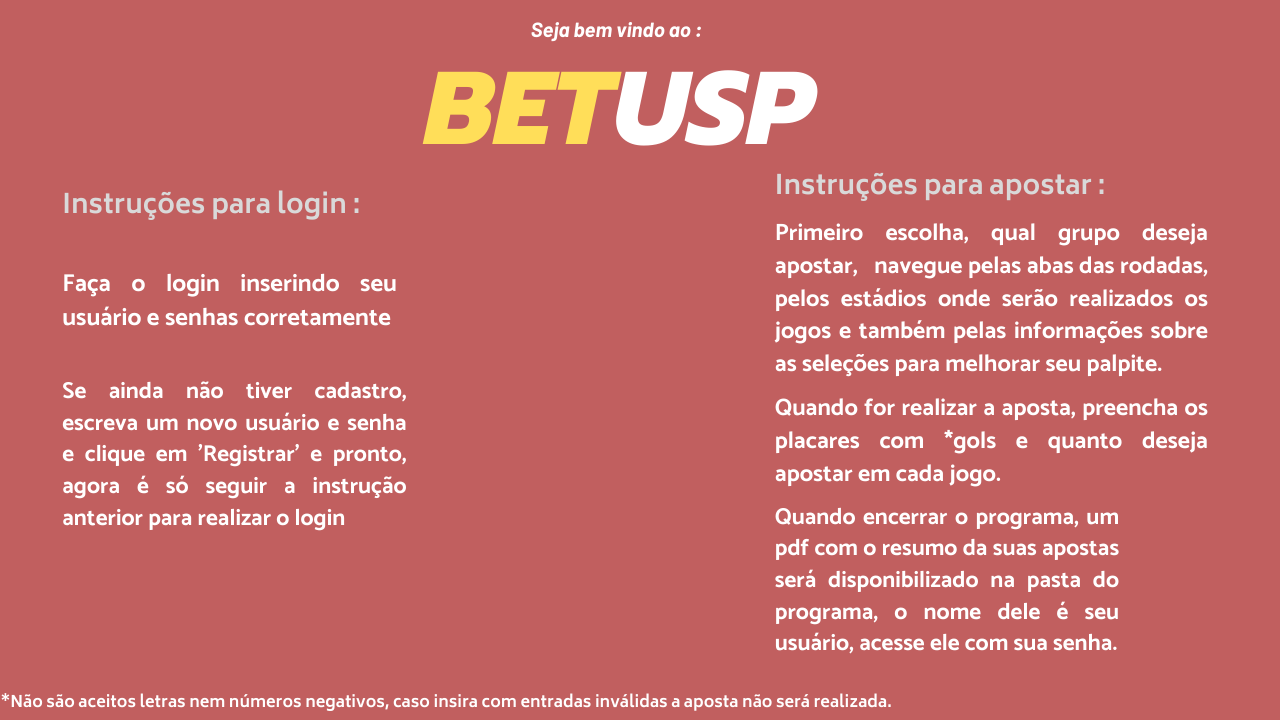 Seja bem vindo ao :
BETUSP
Instruções para login :
Faça o login inserindo seu
usuário e senhas corretamente
Se ainda não tiver cadastro,
escreva um novo usuário e senha
e clique em ’Registrar’ e pronto,
agora é só seguir a instrução
anterior para realizar o login
Instruções para apostar :
Primeiro escolha, qual grupo deseja
apostar, navegue pelas abas das rodadas,
pelos estádios onde serão realizados os
jogos e também pelas informações sobre
as seleções para melhorar seu palpite.
Quando for realizar a aposta, preencha os
placares com *gols e quanto deseja
apostar em cada jogo.
Quando encerrar o programa, um
pdf com o resumo da suas apostas
será disponibilizado na pasta do
programa, o nome dele é seu
usuário, acesse ele com sua senha.
*Não são aceitos letras nem números negativos, caso insira com entradas inválidas a aposta não será realizada.